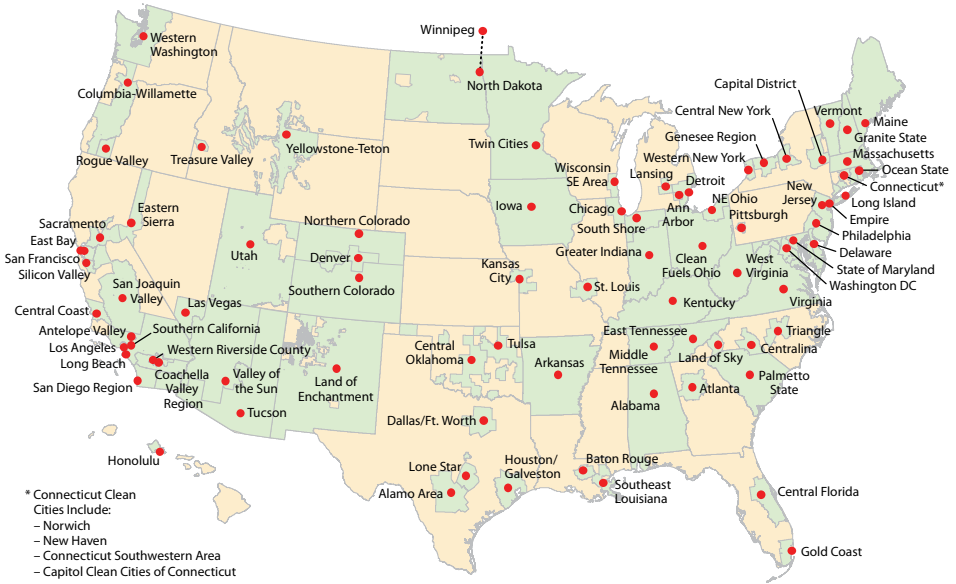 Winnipeg
Western
Washington
North Dakota
Capital District
Columbia-Willamette
Central New York
Vermont
Maine
Granite State
Genesee Region
Rogue Valley
Treasure Valley
Yellowstone-Teton
Twin Cities
Western New York
Massachusetts
Ocean State
Wisconsin
SE Area
Lansing
Detroit
Connecticut*
New
Jersey
Long Island
Eastern
Sierra
Iowa
Chicago
Ann
Arbor
NE Ohio
Pittsburgh
Empire
Sacramento
Northern Colorado
South Shore
Philadelphia
East Bay
San Francisco
Silicon Valley
Utah
Denver
Greater Indiana
Clean
Fuels Ohio
West
Virginia
Delaware
State of Maryland
Washington DC
San Joaquin
Valley
Southern Colorado
Kansas
City
St. Louis
Virginia
Central Coast
Las Vegas
Kentucky
Antelope Valley
Southern California
East Tennessee
Triangle
Los Angeles
Long Beach
Western Riverside County
Central
Oklahoma
Tulsa
Middle
Tennessee
Land of Sky
Centralina
San Diego Region
Coachella
Valley
Region
Valley of
the Sun
Land of
Enchantment
Arkansas
Palmetto
State
Atlanta
Alabama
Tucson
Dallas/Ft. Worth
Honolulu
Lone Star
Houston/
Galveston
Baton Rouge
Alamo Area
Southeast
Louisiana
Central Florida
Gold Coast
* Connecticut Clean
Cities Include:
– Norwich
– New Haven
– Connecticut Southwestern Area
– Capitol Clean Cities of Connecticut